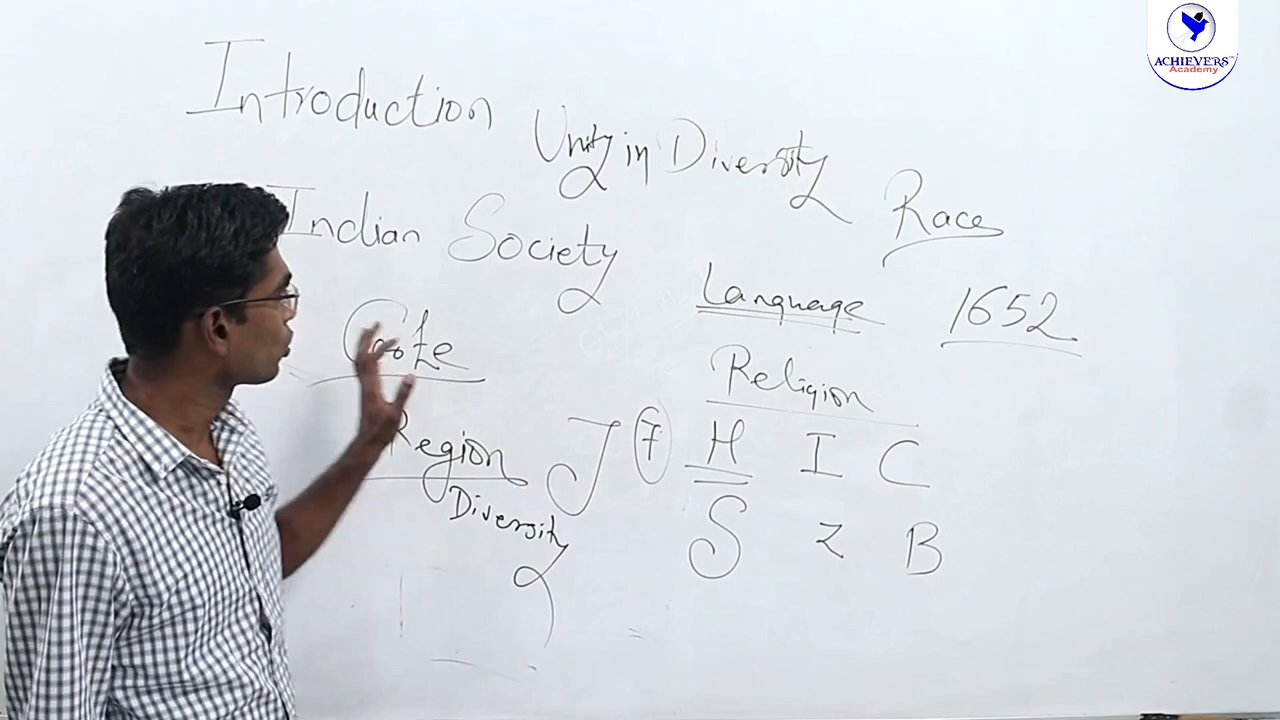 ACHIEVERS
Academy
Introduction
Unity in Diversity
Race
Indian Society
Language 1652
Caste
Religion
Region J 7 H I C
Diversity S Z B